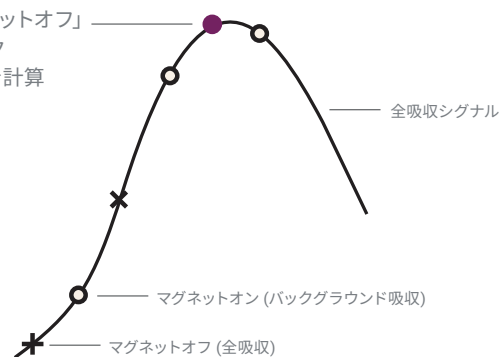 ットオフ」
計算
全吸収シグナル
マグネットオン (バックグラウンド吸収)
マグネットオフ (全吸収)